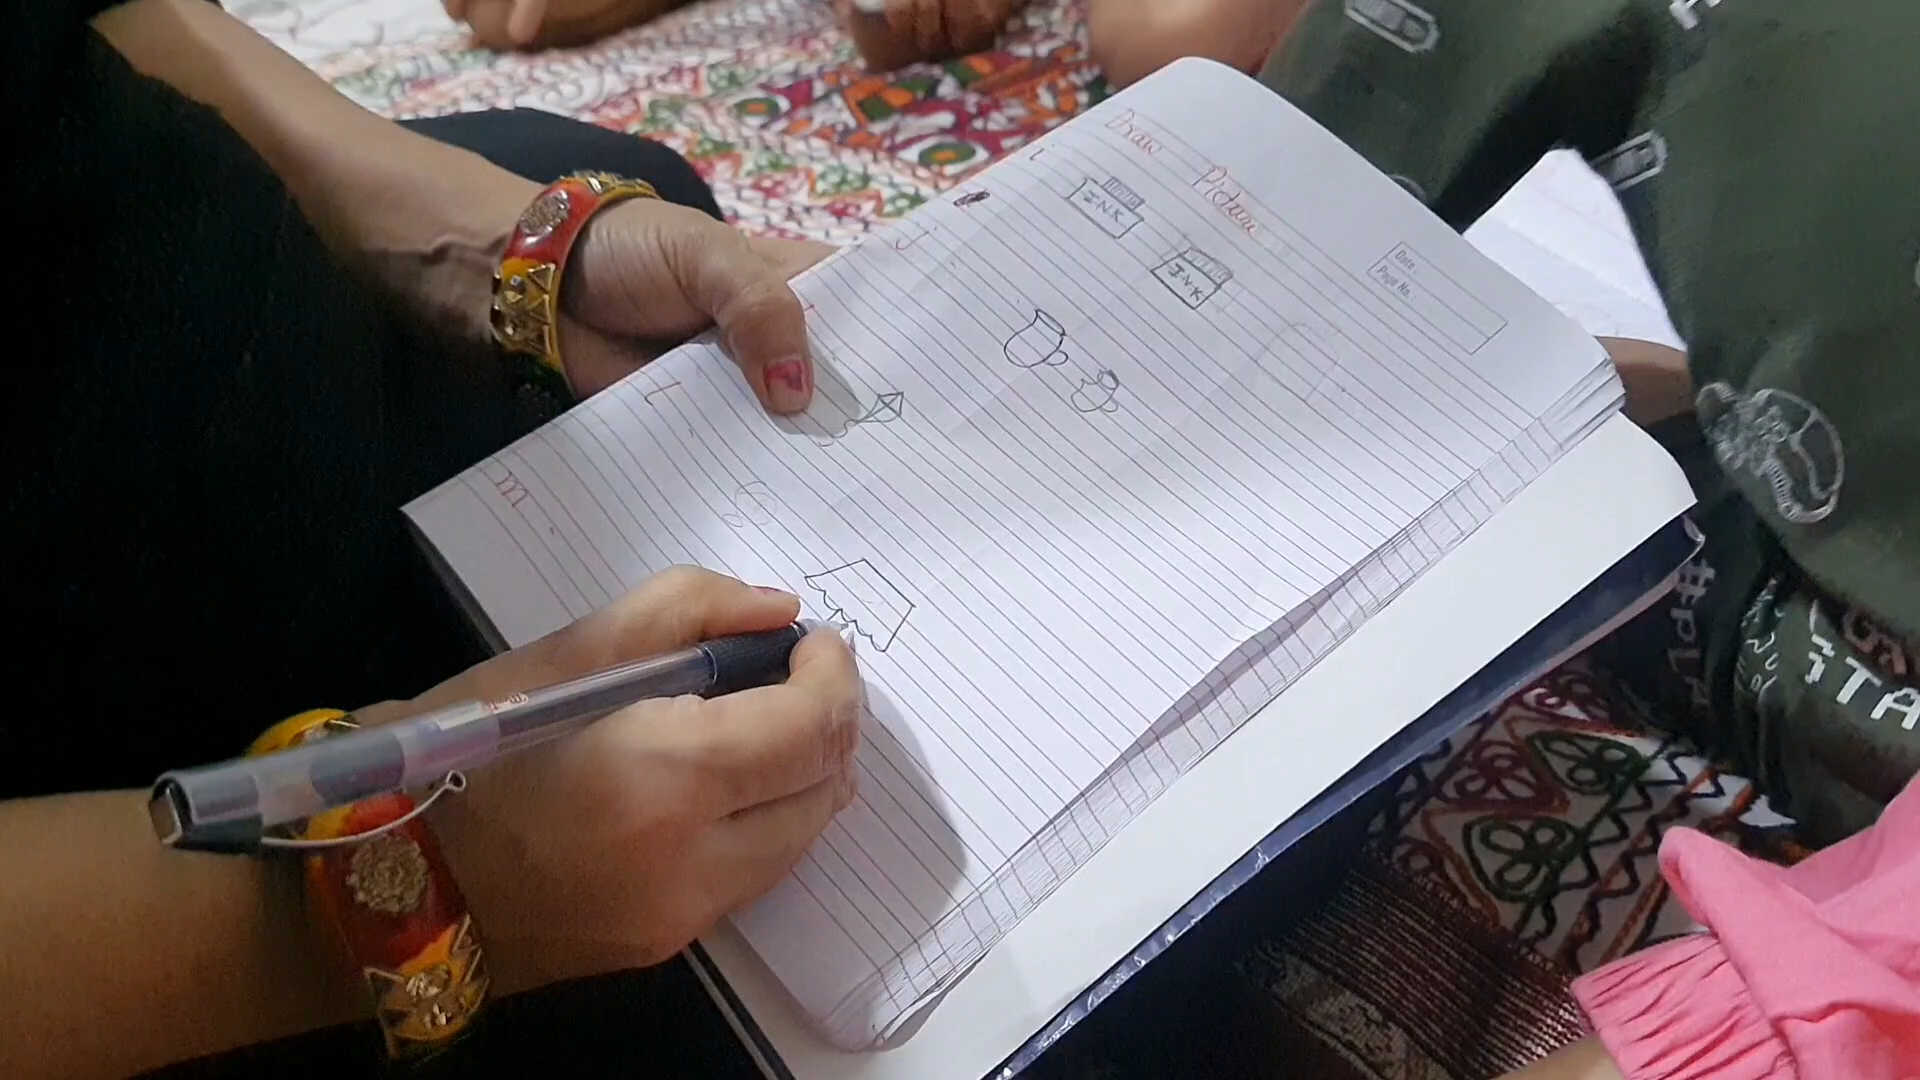 Draw Picture
Date :
Page No. :
i
INK
INK
j
l
m